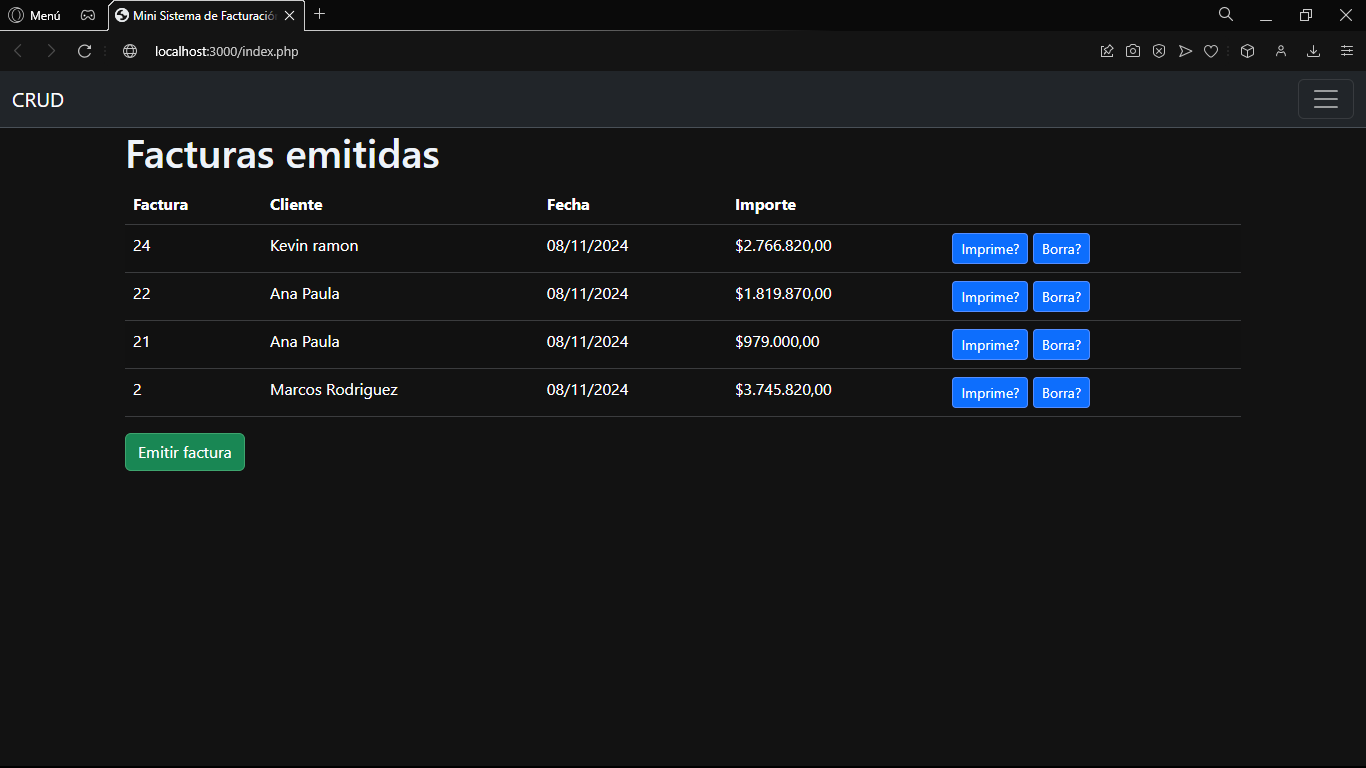 Menú
Mini Sistema de Facturación
localhost:3000/index.php
CRUD
Facturas emitidas
Factura Cliente Fecha Importe
24 Kevin ramon 08/11/2024 $2.766.820,00 Imprime? Borra?
22 Ana Paula 08/11/2024 $1.819.870,00 Imprime? Borra?
21 Ana Paula 08/11/2024 $979.000,00 Imprime? Borra?
2 Marcos Rodriguez 08/11/2024 $3.745.820,00 Imprime? Borra?
Emitir factura